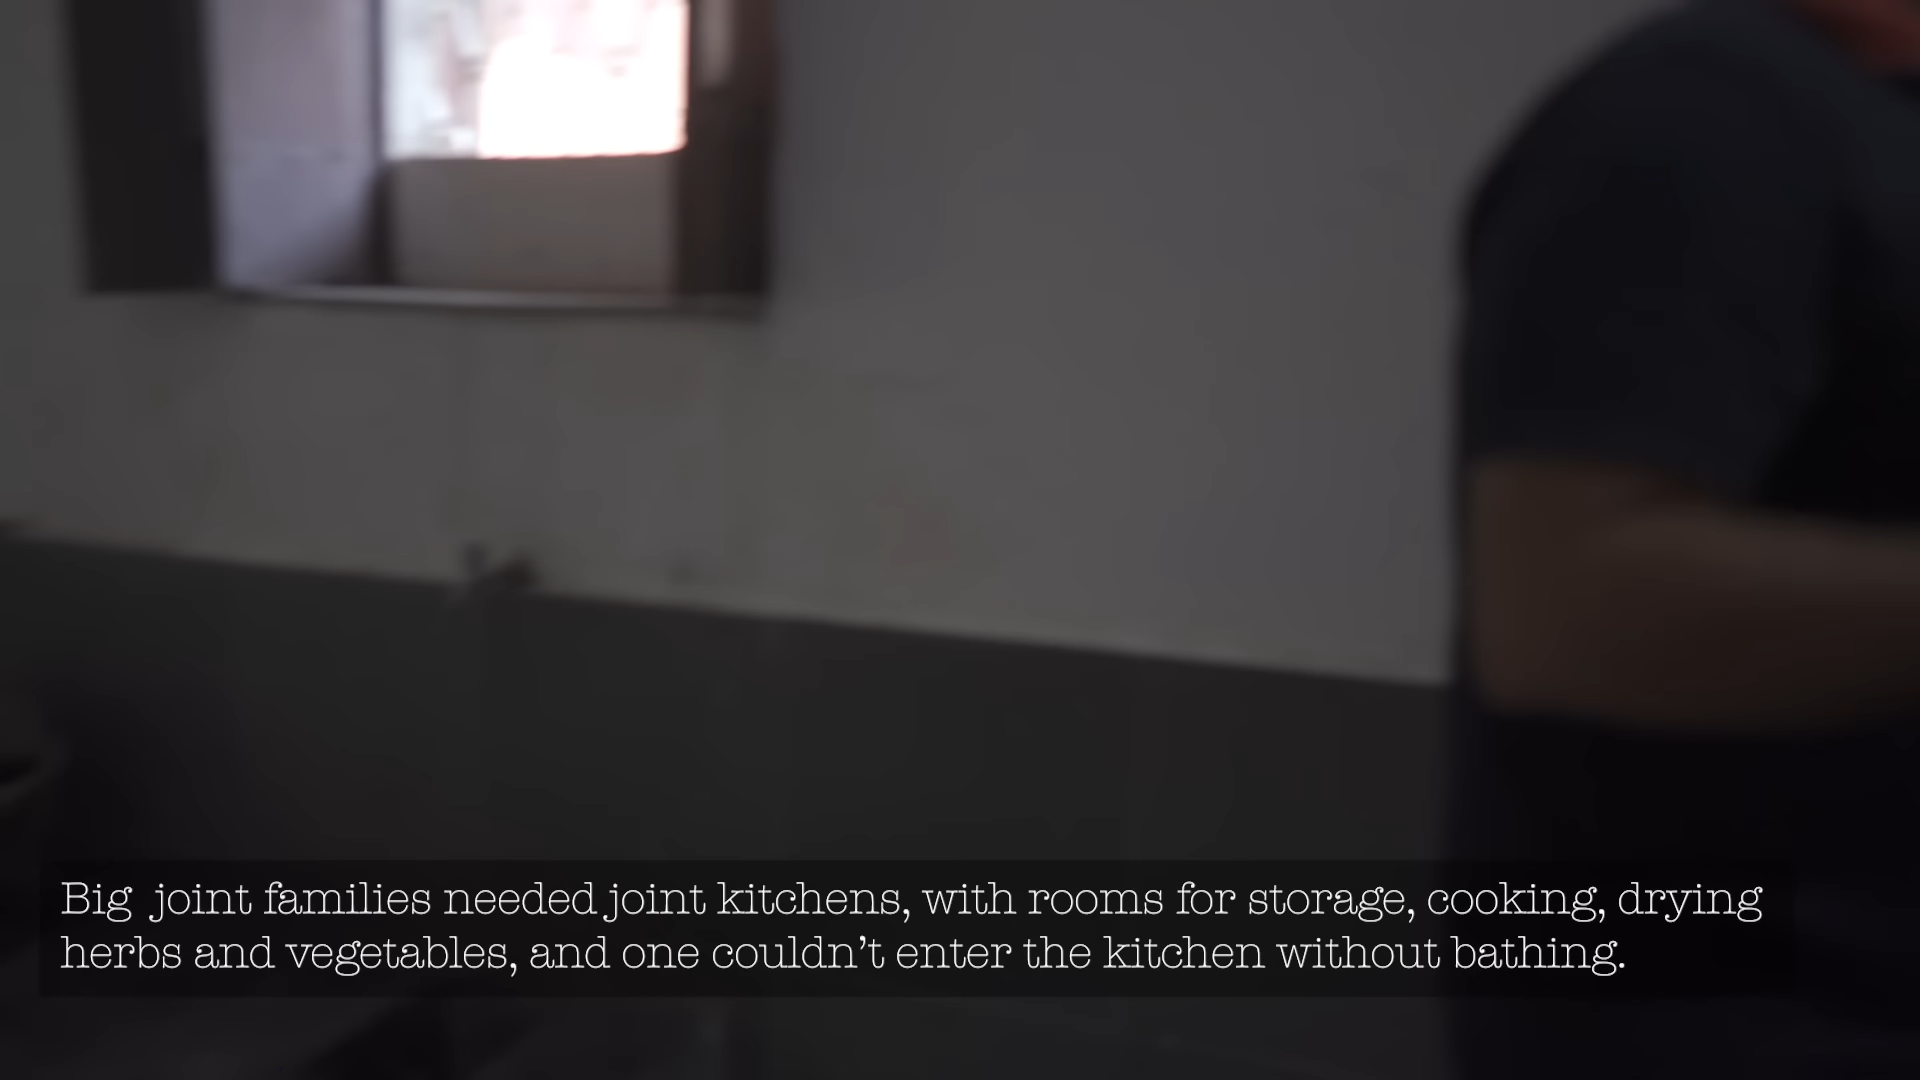 Big  joint families needed joint kitchens, with rooms for storage, cooking, drying
herbs and vegetables, and one couldn’t enter the kitchen without bathing.